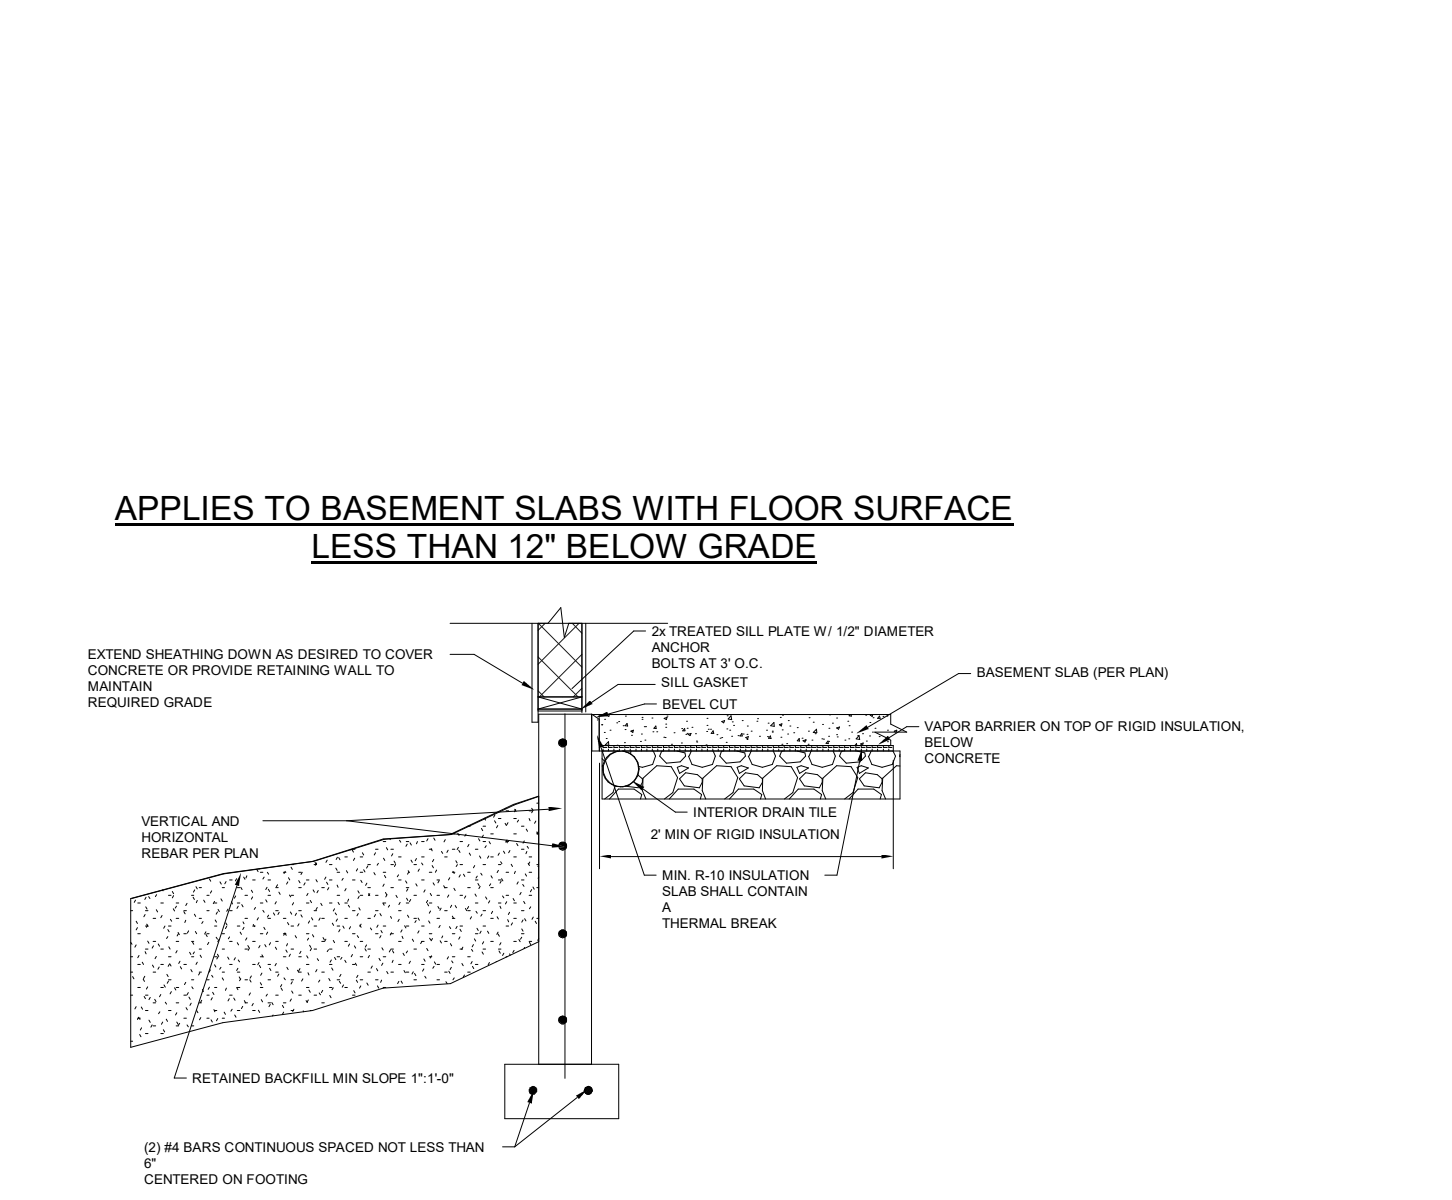 APPLIES TO BASEMENT SLABS WITH FLOOR SURFACE
LESS THAN 12" BELOW GRADE
EXTEND SHEATHING DOWN AS DESIRED TO COVER
CONCRETE OR PROVIDE RETAINING WALL TO
MAINTAIN
REQUIRED GRADE
2x TREATED SILL PLATE W/ 1/2" DIAMETER
ANCHOR
BOLTS AT 3' O.C.
SILL GASKET
BEVEL CUT
BASEMENT SLAB (PER PLAN)
VAPOR BARRIER ON TOP OF RIGID INSULATION,
BELOW
CONCRETE
INTERIOR DRAIN TILE
2' MIN OF RIGID INSULATION
VERTICAL AND
HORIZONTAL
REBAR PER PLAN
MIN. R-10 INSULATION
SLAB SHALL CONTAIN
A
THERMAL BREAK
RETAINED BACKFILL MIN SLOPE 1":1'-0"
(2) #4 BARS CONTINUOUS SPACED NOT LESS THAN
6"
CENTERED ON FOOTING